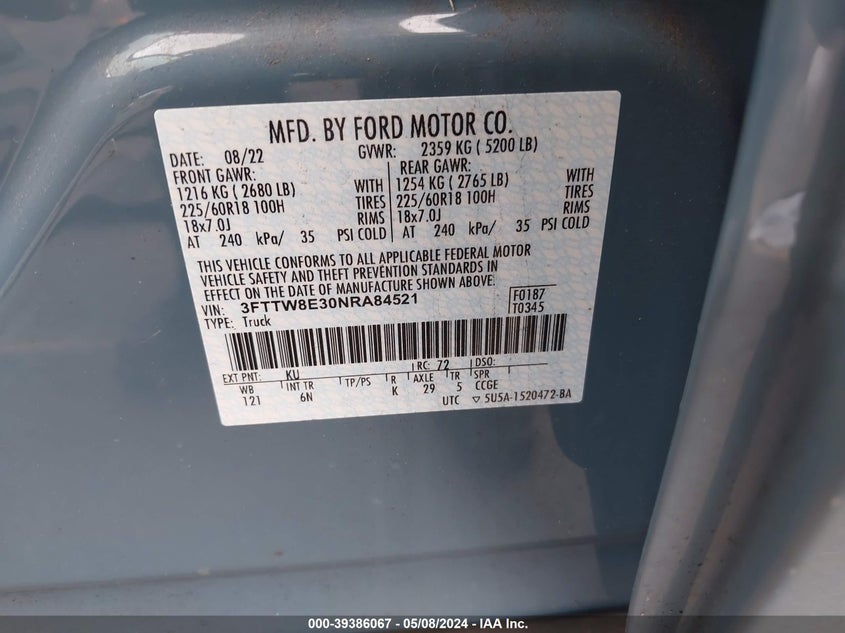 MFD. BY FORD MOTOR CO.
DATE: 08/22 GVWR: 2359 KG ( 5200 LB)
FRONT GAWR: REAR GAWR:
1216 KG ( 2680 LB) WITH 1254 KG ( 2765 LB) WITH
225/60R18 100H TIRES 225/60R18 100H TIRES
18x7.0J RIMS 18x7.0J RIMS
AT 240 kPa/ 35 PSI COLD AT 240 kPa/ 35 PSI COLD
THIS VEHICLE CONFORMS TO ALL APPLICABLE FEDERAL MOTOR
VEHICLE SAFETY AND THEFT PREVENTION STANDARDS IN
EFFECT ON THE DATE OF MANUFACTURE SHOWN ABOVE.
VIN: 3FTTW8E30NRA84521 F0187
TYPE: Truck T0345
EXT PNT: KU RC: 72 DSO:
WB INT TR TP/PS R AXLE TR SPR
121 6N K 29 5 CCGE
UTC ▽ 5U5A-1520472-BA
000-39386067 - 05/08/2024 - IAA Inc.